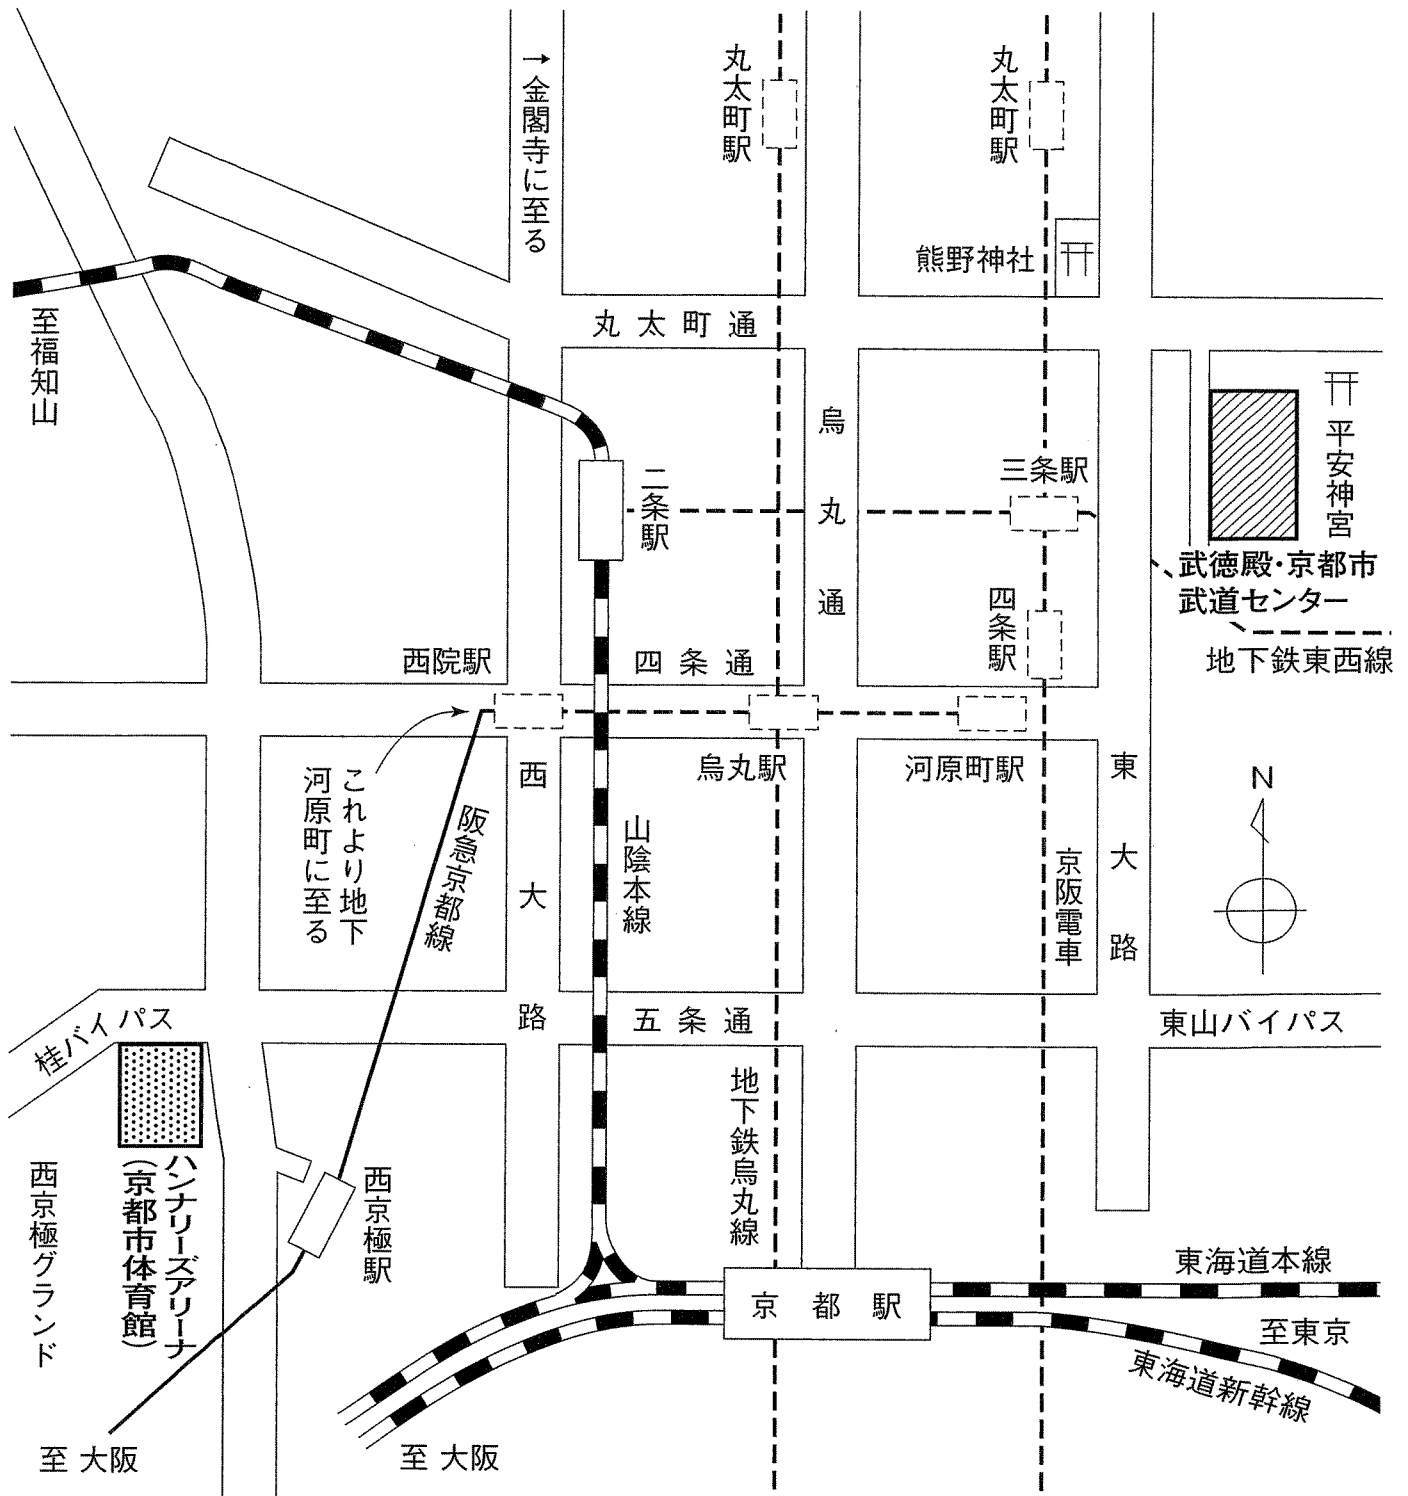 →金閣寺に至る
丸太町駅
丸太町駅
熊野神社
至福知山
丸太町通
烏丸通
平安神宮
三条駅
二条駅
武徳殿・京都市
武道センター
四条駅
地下鉄東西線
西院駅
四条通
烏丸駅
河原町駅
これより地下
河原町に至る
阪急京都線
西大路
山陰本線
京阪電車
東大路
N
桂バイパス
五条通
東山バイパス
地下鉄烏丸線
ハンナリーズアリーナ
(京都市体育館)
西京極グランド
西京極駅
東海道本線
京都駅
至東京
東海道新幹線
至 大阪
至 大阪